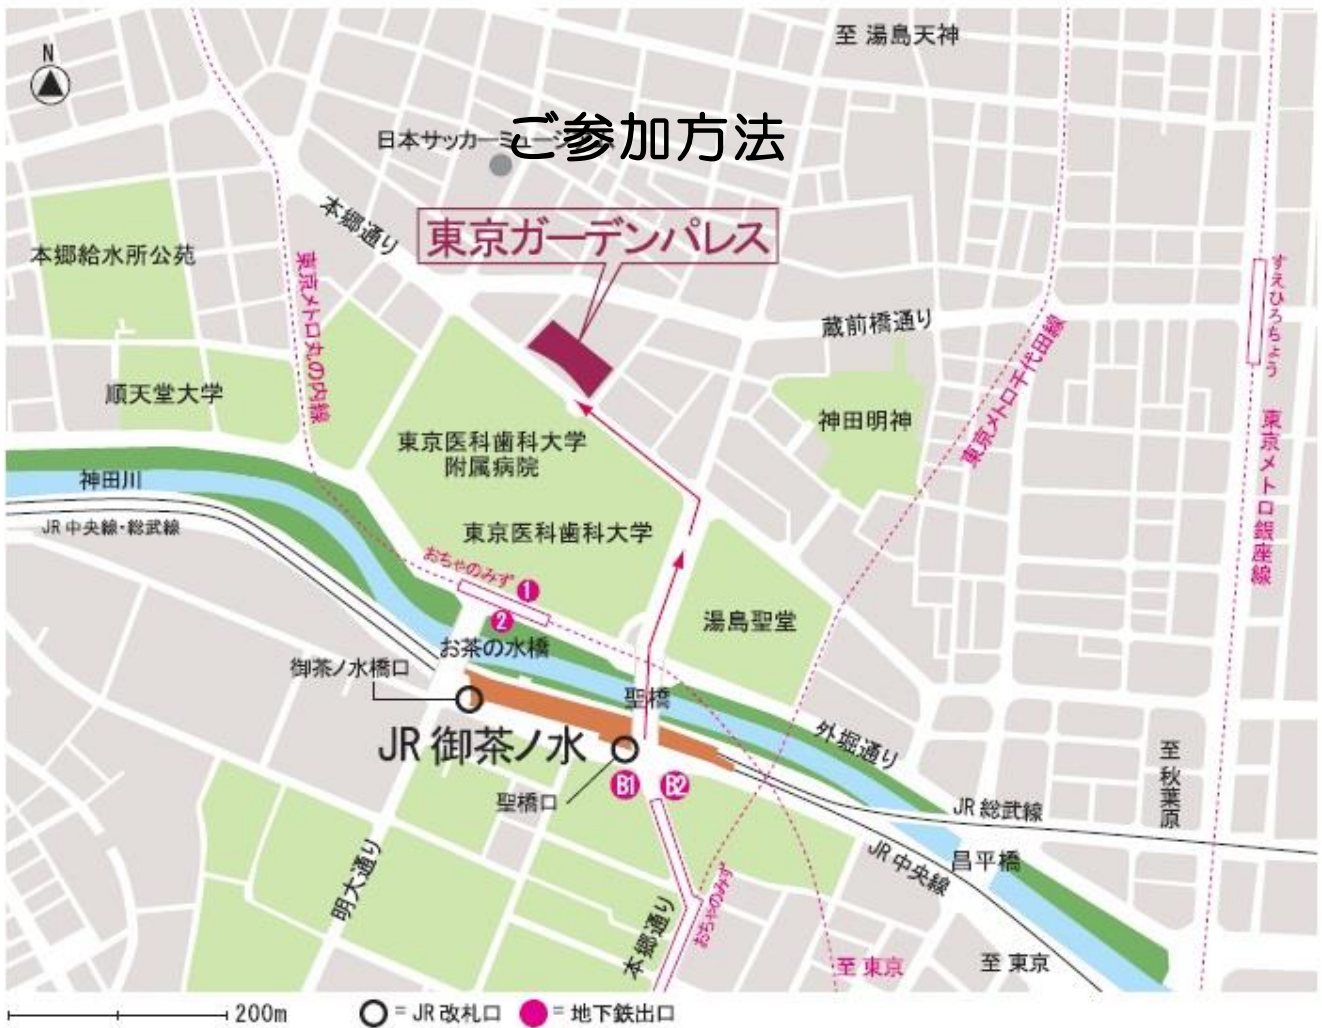 至 湯島天神
N
ご参加方法
日本サッカーミュージ
本郷通り
東京ガーデンパレス
本郷給水所公苑
東京メトロ丸の内線
すえひろちょう
蔵前橋通り
東京メトロ千代田線
順天堂大学
神田明神
東京メトロ銀座線
東京医科歯科大学
附属病院
神田川
JR 中央線・総武線
東京医科歯科大学
おちゃのみず
1
2
湯島聖堂
お茶の水橋
御茶ノ水橋口
聖橋
外堀通り
JR 御茶ノ水
至 秋葉原
B1
B2
聖橋口
JR 総武線
昌平橋
JR 中央線
明大通り
おちゃのみず
本郷通り
至 東京
至 東京
200m
= JR 改札口
= 地下鉄出口